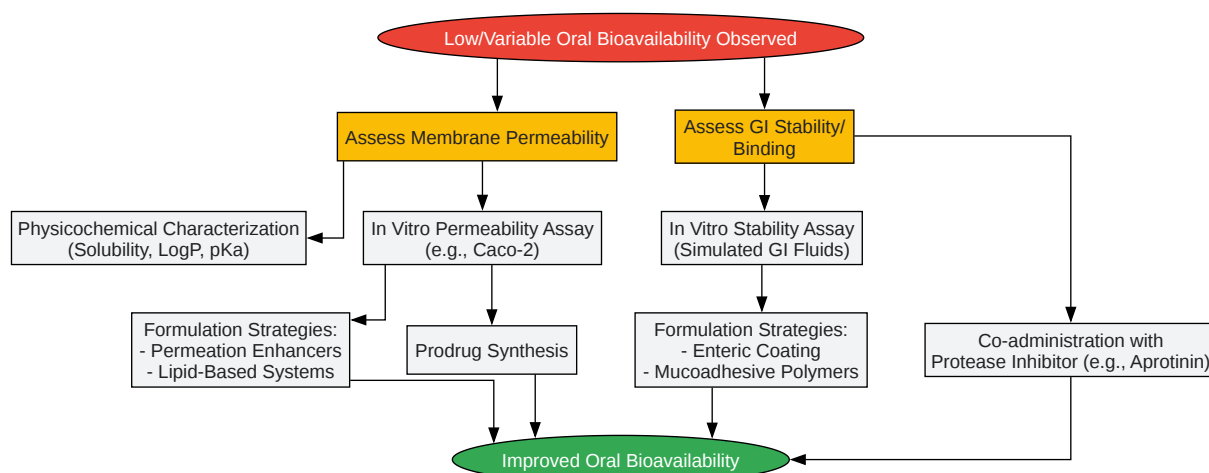 Low/Variable Oral Bioavailability Observed
Assess Membrane Permeability
Assess GI Stability/
Binding
Physicochemical Characterization
(Solubility, LogP, pKa)
In Vitro Permeability Assay
(e.g., Caco-2)
In Vitro Stability Assay
(Simulated GI Fluids)
Formulation Strategies:
- Permeation Enhancers
- Lipid-Based Systems
Prodrug Synthesis
Formulation Strategies:
- Enteric Coating
- Mucoadhesive Polymers
Co-administration with
Protease Inhibitor (e.g., Aprotinin)
Improved Oral Bioavailability